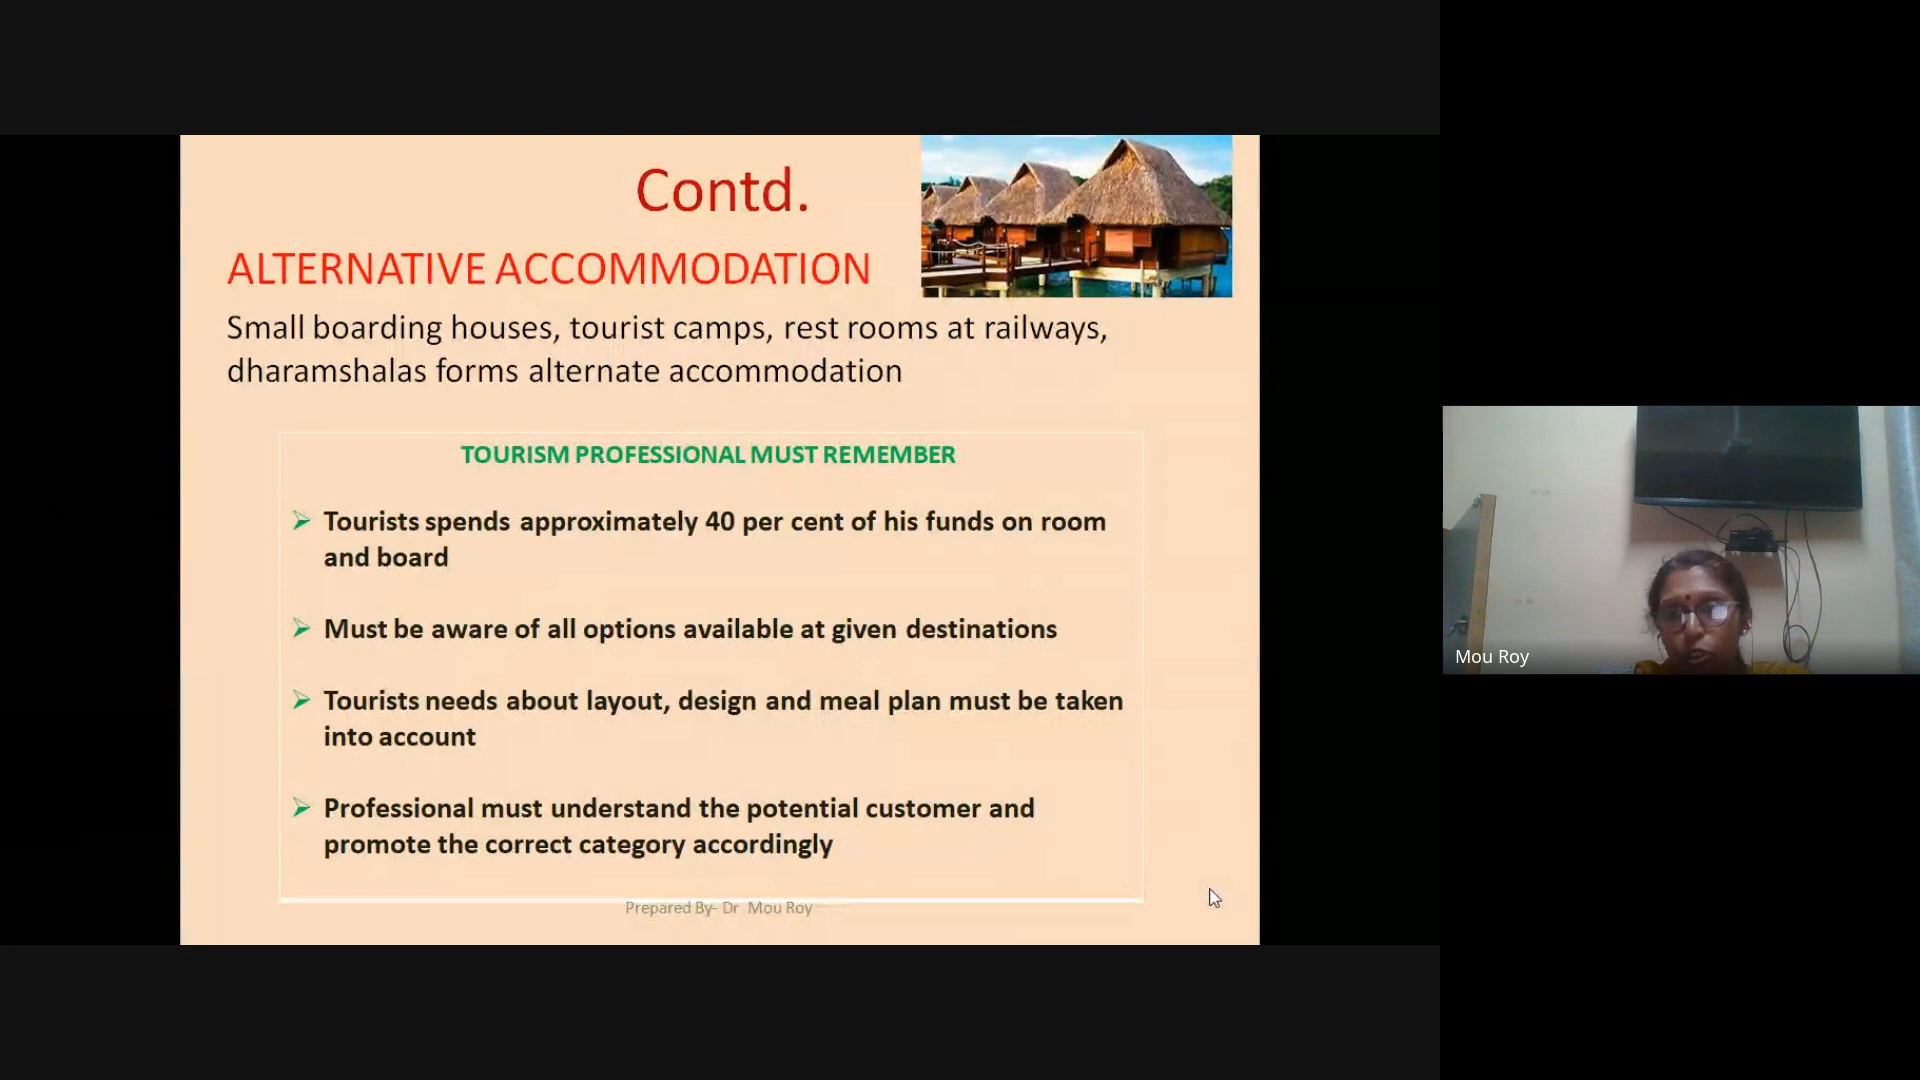 Contd.
ALTERNATIVE ACCOMMODATION
Small boarding houses, tourist camps, rest rooms at railways,
dharamshalas forms alternate accommodation
TOURISM PROFESSIONAL MUST REMEMBER
Tourists spends approximately 40 per cent of his funds on room
and board
Must be aware of all options available at given destinations
Tourists needs about layout, design and meal plan must be taken
into account
Professional must understand the potential customer and
promote the correct category accordingly
Prepared By- Dr Mou Roy
Mou Roy